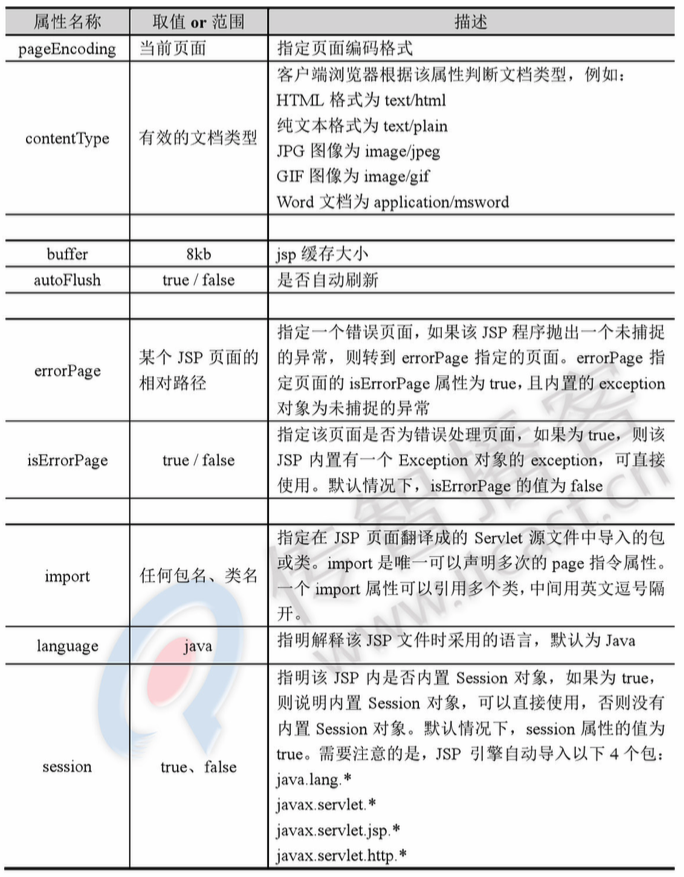 属性名称 取值 or 范围 描述
pageEncoding 当前页面 指定页面编码格式
contentType 有效的文档类型 客户端浏览器根据该属性判断文档类型，例如：
HTML 格式为 text/html
纯文本格式为 text/plain
JPG 图像为 image/jpeg
GIF 图像为 image/gif
Word 文档为 application/msword
buffer 8kb jsp 缓存大小
autoFlush true / false 是否自动刷新
errorPage 某个 JSP 页面的
相对路径
指定一个错误页面，如果该 JSP 程序抛出一个未捕捉
的异常，则转到 errorPage 指定的页面。errorPage 指
定页面的 isErrorPage 属性为 true，且内置的 exception
对象为未捕捉的异常
isErrorPage true / false 指定该页面是否为错误处理页面，如果为 true，则该
JSP 内置有一个 Exception 对象的 exception，可直接
使用。默认情况下，isErrorPage 的值为 false
import 任何包名、类名 指定在 JSP 页面翻译成的 Servlet 源文件中导入的包
或类。import 是唯一可以声明多次的 page 指令属性。
一个 import 属性可以引用多个类，中间用英文逗号隔
开。
language java 指明解释该 JSP 文件时采用的语言，默认为 Java
session true、false 指明该 JSP 内是否内置 Session 对象，如果为 true，
则说明内置 Session 对象，可以直接使用，否则没有
内置 Session 对象。默认情况下，session 属性的值为
true。需要注意的是，JSP 引擎自动导入以下 4 个包：
java.lang.*
javax.servlet.*
javax.servlet.jsp.*
javax.servlet.http.*
传智播客